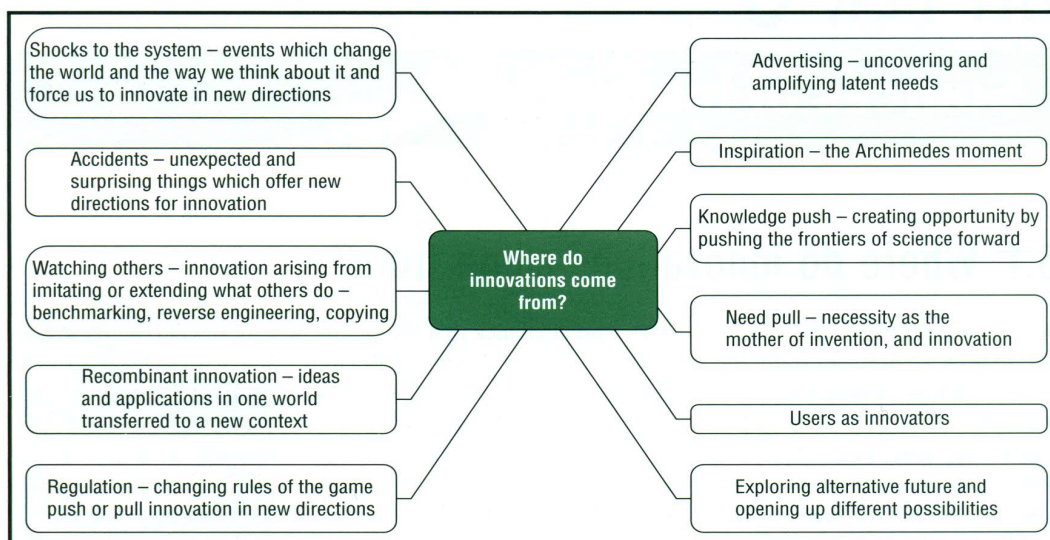 Shocks to the system – events which change
the world and the way we think about it and
force us to innovate in new directions
Accidents – unexpected and
surprising things which offer new
directions for innovation
Watching others – innovation arising from
imitating or extending what others do –
benchmarking, reverse engineering, copying
Recombinant innovation – ideas
and applications in one world
transferred to a new context
Regulation – changing rules of the game
push or pull innovation in new directions
Where do
innovations come
from?
Advertising – uncovering and
amplifying latent needs
Inspiration – the Archimedes moment
Knowledge push – creating opportunity by
pushing the frontiers of science forward
Need pull – necessity as the
mother of invention, and innovation
Users as innovators
Exploring alternative future and
opening up different possibilities